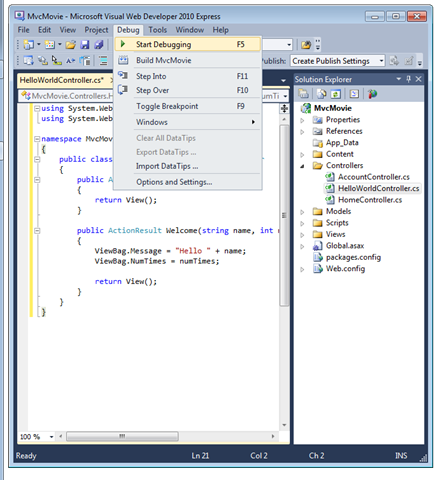 MvcMovie - Microsoft Visual Web Developer 2010 Express
File Edit View Project Debug Tools Window Help
Start Debugging F5
Build MvcMovie
Step Into F11
Step Over F10
Toggle Breakpoint F9
Windows
Clear All DataTips
Export DataTips ...
Import DataTips ...
Options and Settings...
Publish: Create Publish Settings
HelloWorldController.cs*
MvcMovie.Controllers.H
numTi
using System.Web
using System.Web
namespace MvcMov
{
public class
{
public A
{
return View();
}
public ActionResult Welcome(string name, int n
{
ViewBag.Message = "Hello " + name;
ViewBag.NumTimes = numTimes;
return View();
}
}
}
100 %
Solution Explorer
MvcMovie
Properties
References
App_Data
Content
Controllers
AccountController.cs
HelloWorldController.cs
HomeController.cs
Models
Scripts
Views
Global.asax
packages.config
Web.config
Ready Ln 21 Col 2 Ch 2 INS